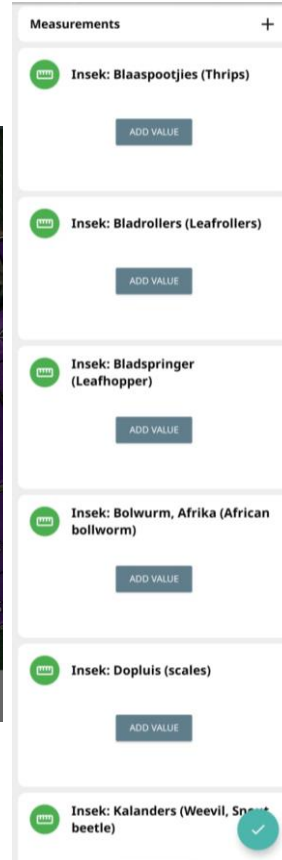 Measurements +
Insek: Blaaspootjies (Thrips)
ADD VALUE
Insek: Bladrollers (Leafrollers)
ADD VALUE
Insek: Bladspringer
(Leafhopper)
ADD VALUE
Insek: Bolwurm, Afrika (African
bollworm)
ADD VALUE
Insek: Dopluis (scales)
ADD VALUE
Insek: Kalanders (Weevil, Snout
beetle)